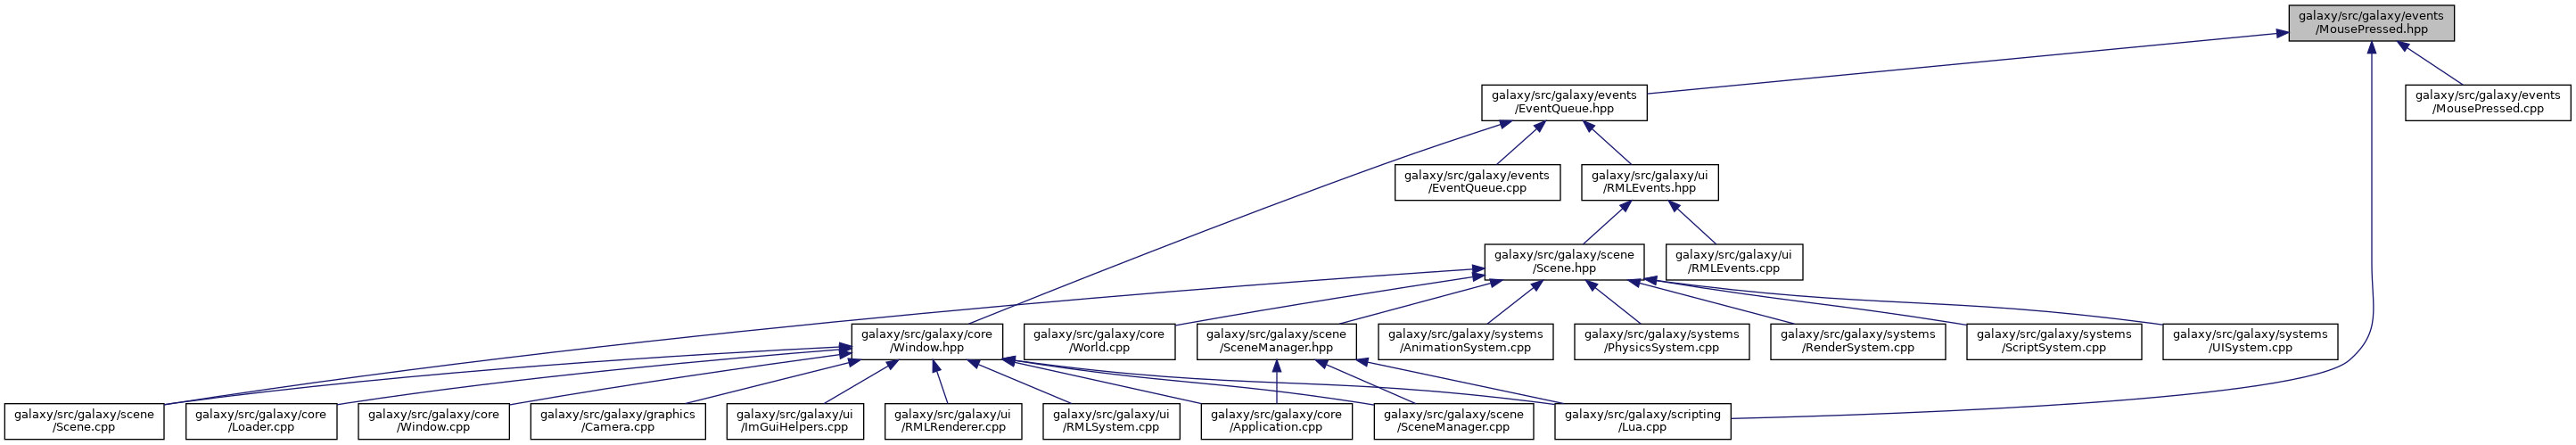 galaxy/src/galaxy/events
/MousePressed.hpp
galaxy/src/galaxy/events
/EventQueue.hpp
galaxy/src/galaxy/events
/MousePressed.cpp
galaxy/src/galaxy/events
/EventQueue.cpp
galaxy/src/galaxy/ui
/RMLEvents.hpp
galaxy/src/galaxy/scene
/Scene.hpp
galaxy/src/galaxy/ui
/RMLEvents.cpp
galaxy/src/galaxy/core
/Window.hpp
galaxy/src/galaxy/core
/World.cpp
galaxy/src/galaxy/scene
/SceneManager.hpp
galaxy/src/galaxy/systems
/AnimationSystem.cpp
galaxy/src/galaxy/systems
/PhysicsSystem.cpp
galaxy/src/galaxy/systems
/RenderSystem.cpp
galaxy/src/galaxy/systems
/ScriptSystem.cpp
galaxy/src/galaxy/systems
/UISystem.cpp
galaxy/src/galaxy/scene
/Scene.cpp
galaxy/src/galaxy/core
/Loader.cpp
galaxy/src/galaxy/core
/Window.cpp
galaxy/src/galaxy/graphics
/Camera.cpp
galaxy/src/galaxy/ui
/ImGuiHelpers.cpp
galaxy/src/galaxy/ui
/RMLRenderer.cpp
galaxy/src/galaxy/ui
/RMLSystem.cpp
galaxy/src/galaxy/core
/Application.cpp
galaxy/src/galaxy/scene
/SceneManager.cpp
galaxy/src/galaxy/scripting
/Lua.cpp